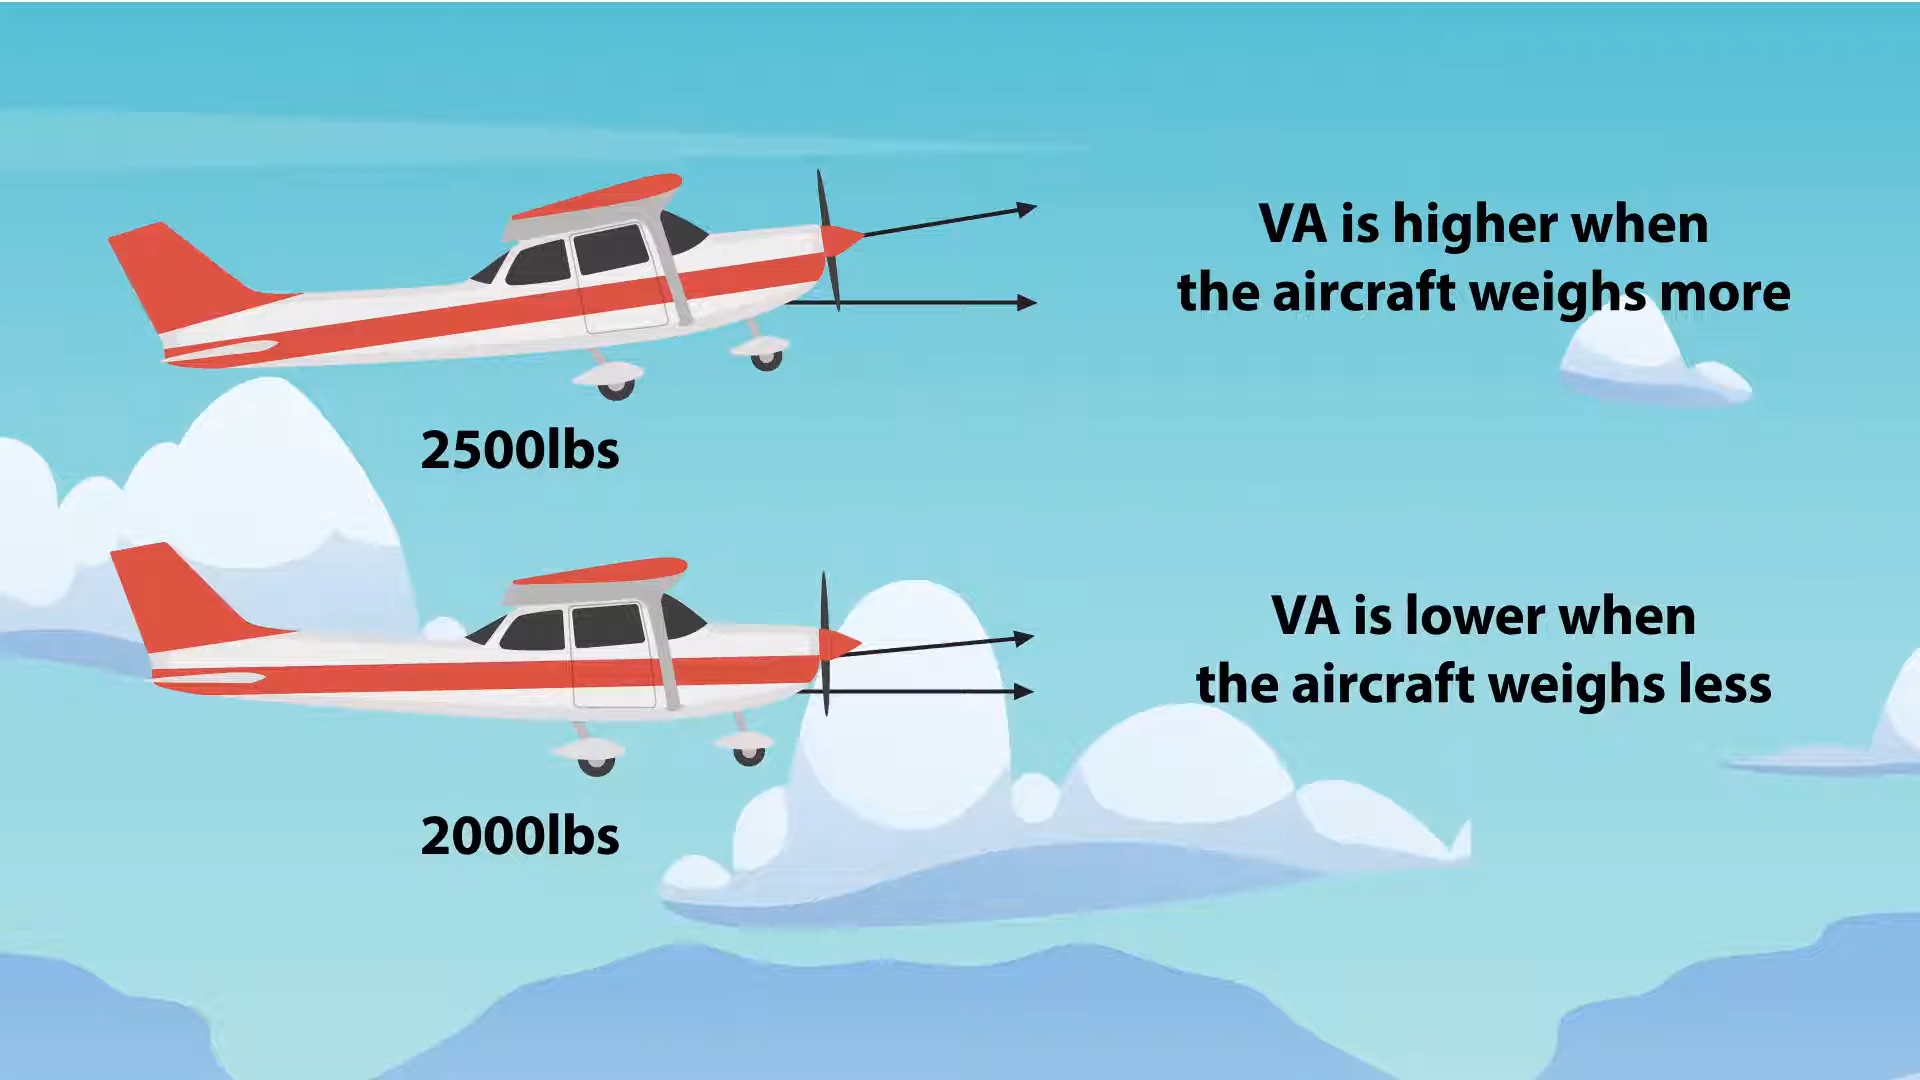 VA is higher when
the aircraft weighs more
2500lbs
VA is lower when
the aircraft weighs less
2000lbs